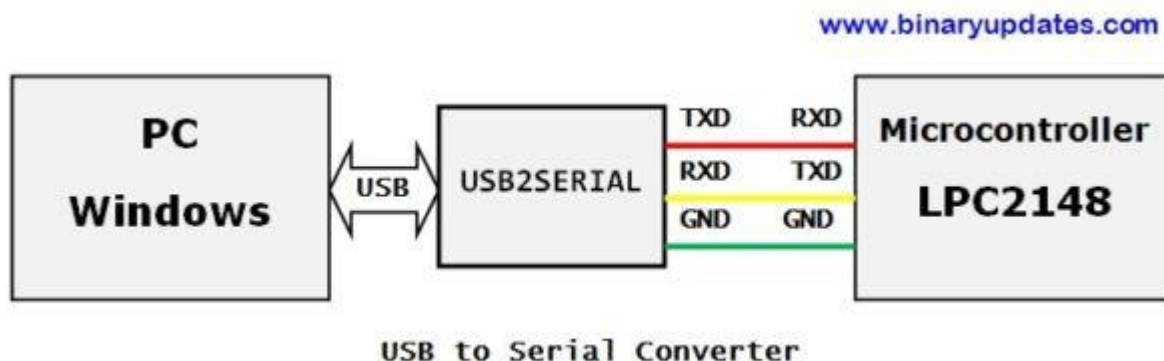 www.binaryupdates.com
PC
Windows
USB
USB2SERIAL
TXD RXD
RXD TXD
GND GND
Microcontroller
LPC2148
USB to Serial Converter